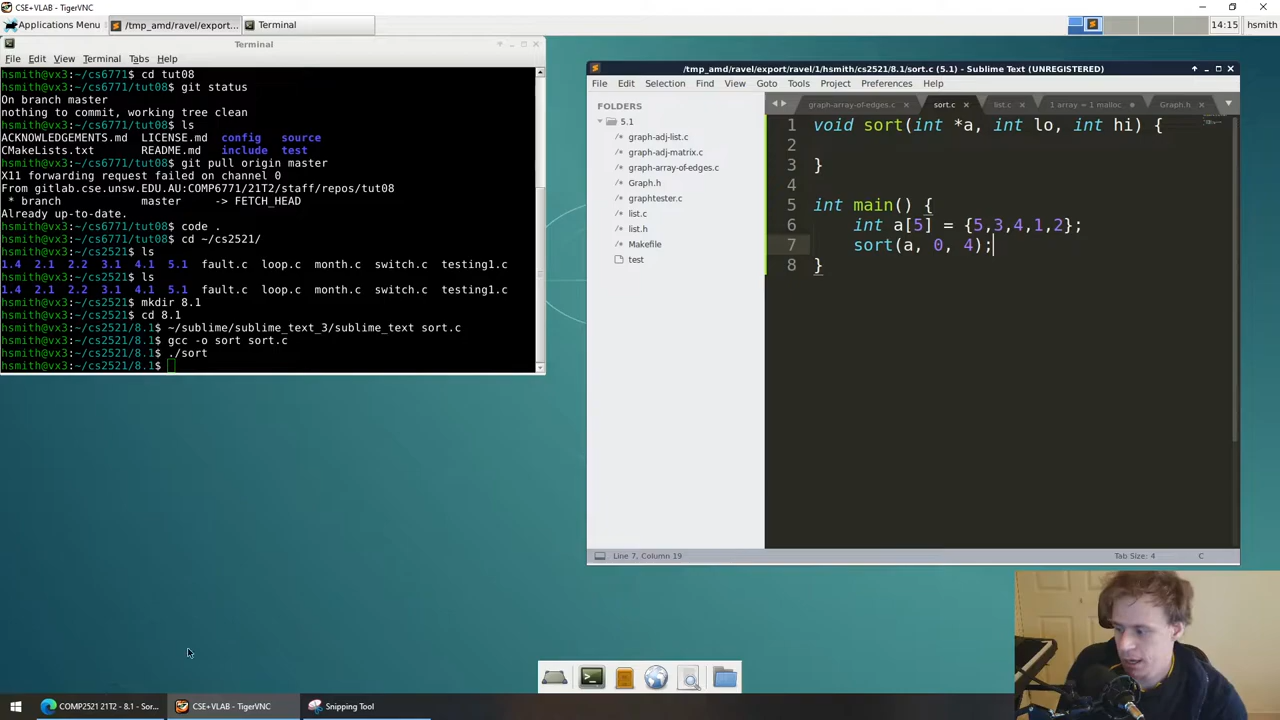 CSE+VLAB - TigerVNC
Applications Menu
/tmp_amd/ravel/export...
Terminal
14:15
hsmith
Terminal
File Edit View Terminal Tabs Help
hsmith@vx3:~/cs6771/tut08$ cd tut08
hsmith@vx3:~/cs6771/tut08$ git status
On branch master
nothing to commit, working tree clean
hsmith@vx3:~/cs6771/tut08$ ls
ACKNOWLEDGEMENTS.md LICENSE.md config source
CMakeLists.txt README.md include test
hsmith@vx3:~/cs6771/tut08$ git pull origin master
X11 forwarding request failed on channel 0
From gitlab.cse.unsw.EDU.AU:COMP6771/21T2/staff/repos/tut08
* branch master -> FETCH_HEAD
Already up-to-date.
hsmith@vx3:~/cs6771/tut08$ code .
hsmith@vx3:~/cs6771/tut08$ cd ~/cs2521/
hsmith@vx3:~/cs2521$ ls
1.4 2.1 2.2 3.1 4.1 5.1 fault.c loop.c month.c switch.c testing1.c
hsmith@vx3:~/cs2521$ ls
1.4 2.1 2.2 3.1 4.1 5.1 fault.c loop.c month.c switch.c testing1.c
hsmith@vx3:~/cs2521$ mkdir 8.1
hsmith@vx3:~/cs2521$ cd 8.1
hsmith@vx3:~/cs2521/8.1$ ~/sublime/sublime_text_3/sublime_text sort.c
hsmith@vx3:~/cs2521/8.1$ gcc -o sort sort.c
hsmith@vx3:~/cs2521/8.1$ ./sort
hsmith@vx3:~/cs2521/8.1$
/tmp_amd/ravel/export/ravel/1/hsmith/cs2521/8.1/sort.c (5.1) - Sublime Text (UNREGISTERED)
File Edit Selection Find View Goto Tools Project Preferences Help
FOLDERS
5.1
graph-adj-list.c
graph-adj-matrix.c
graph-array-of-edges.c
Graph.h
graphtester.c
list.c
list.h
Makefile
test
graph-array-of-edges.c
sort.c
list.c
1 array = 1 malloc
Graph.h
1 void sort(int *a, int lo, int hi) {
2
3 }
4
5 int main() {
6 int a[5] = {5,3,4,1,2};
7 sort(a, 0, 4);
8 }
Line 7, Column 19
Tab Size: 4
C
COMP2521 21T2 - 8.1 - Sor...
CSE+VLAB - TigerVNC
Snipping Tool